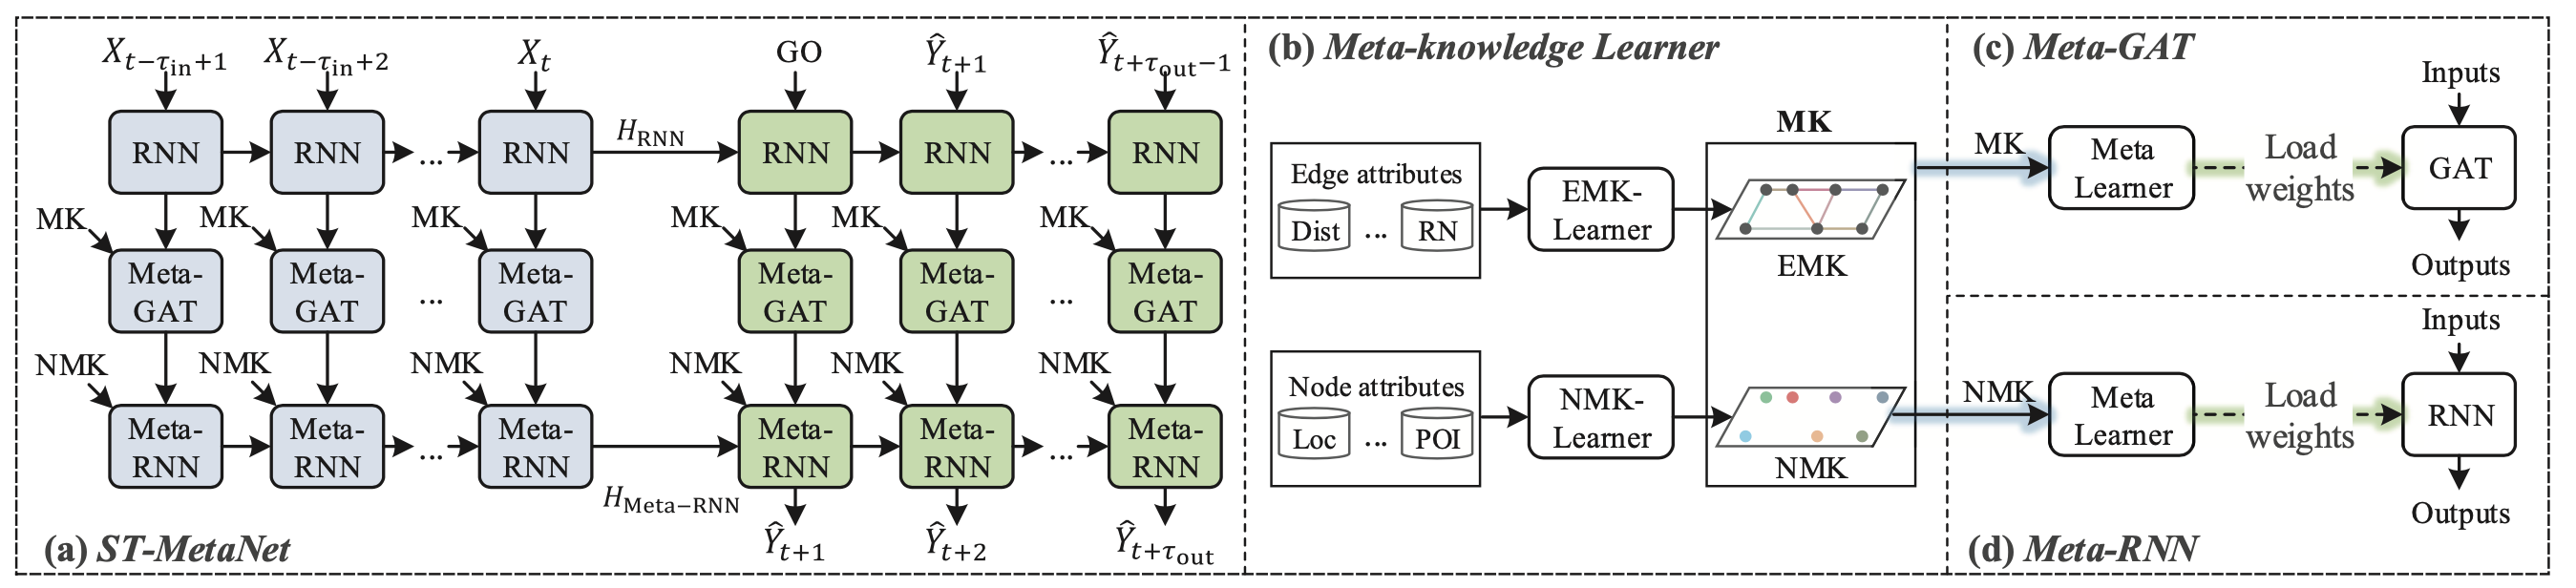 X_{t−τ_in+1} X_{t−τ_in+2} X_t GO Ŷ_{t+1} Ŷ_{t+τ_out−1}
RNN RNN ... RNN H_RNN RNN RNN ... RNN
MK MK MK MK MK MK
Meta-GAT Meta-GAT ... Meta-GAT Meta-GAT Meta-GAT ... Meta-GAT
NMK NMK NMK NMK NMK NMK
Meta-RNN Meta-RNN ... Meta-RNN Meta-RNN Meta-RNN ... Meta-RNN
H_{Meta−RNN}
Ŷ_{t+1} Ŷ_{t+2} Ŷ_{t+τ_out}
(a) ST-MetaNet
(b) Meta-knowledge Learner
Edge attributes
Dist ... RN
EMK-
Learner
MK
EMK
Node attributes
Loc ... POI
NMK-
Learner
NMK
(c) Meta-GAT
MK
Meta
Learner
Load
weights
Inputs
GAT
Outputs
NMK
Meta
Learner
Load
weights
Inputs
RNN
Outputs
(d) Meta-RNN